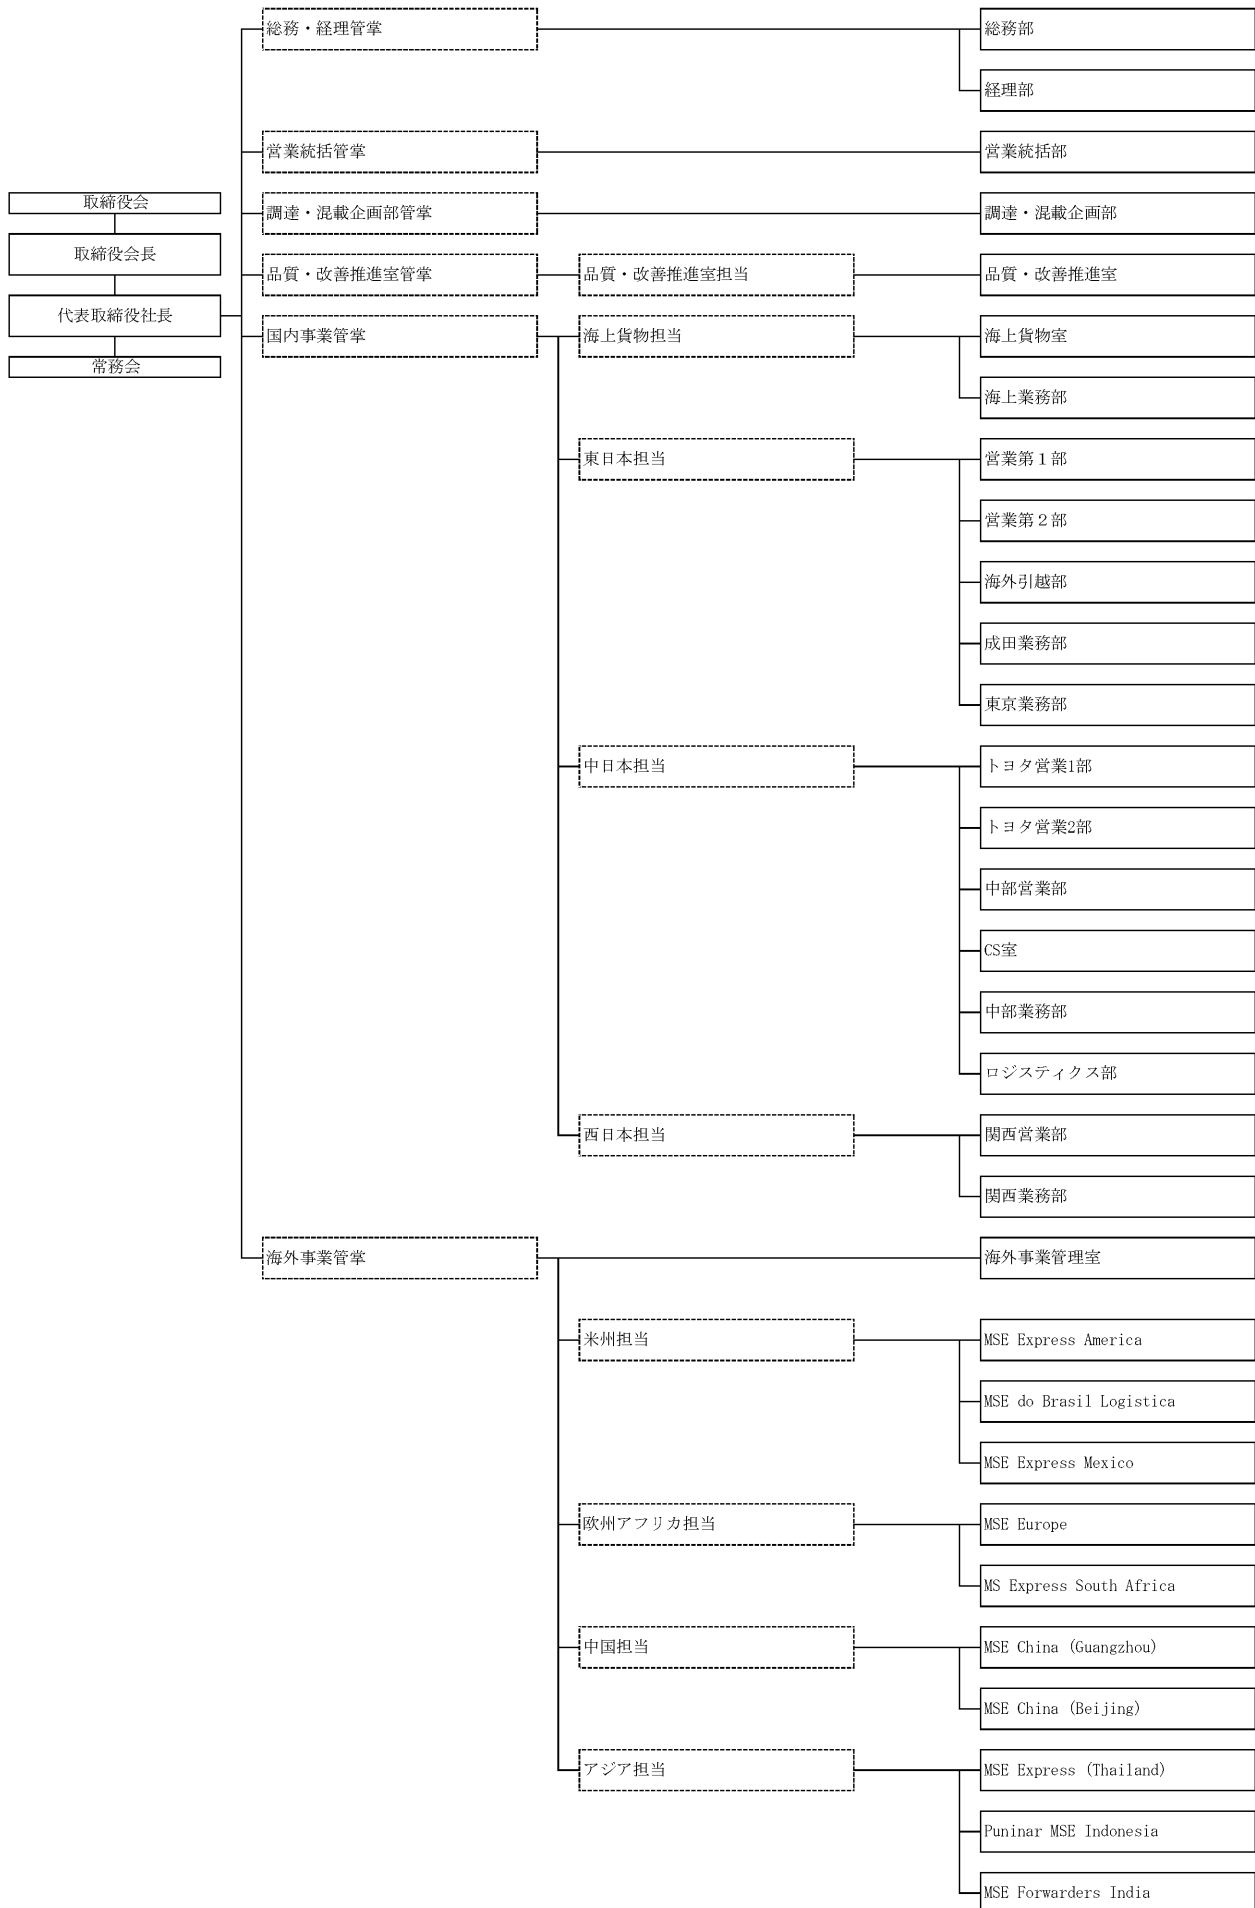 取締役会
取締役会長
代表取締役社長
常務会
総務・経理管掌
総務部
経理部
営業統括管掌
営業統括部
調達・混載企画部管掌
調達・混載企画部
品質・改善推進室管掌
品質・改善推進室担当
品質・改善推進室
国内事業管掌
海上貨物担当
海上貨物室
海上業務部
東日本担当
営業第１部
営業第２部
海外引越部
成田業務部
東京業務部
中日本担当
トヨタ営業1部
トヨタ営業2部
中部営業部
CS室
中部業務部
ロジスティクス部
西日本担当
関西営業部
関西業務部
海外事業管掌
海外事業管理室
米州担当
MSE Express America
MSE do Brasil Logistica
MSE Express Mexico
欧州アフリカ担当
MSE Europe
MS Express South Africa
中国担当
MSE China (Guangzhou)
MSE China (Beijing)
アジア担当
MSE Express (Thailand)
Puninar MSE Indonesia
MSE Forwarders India